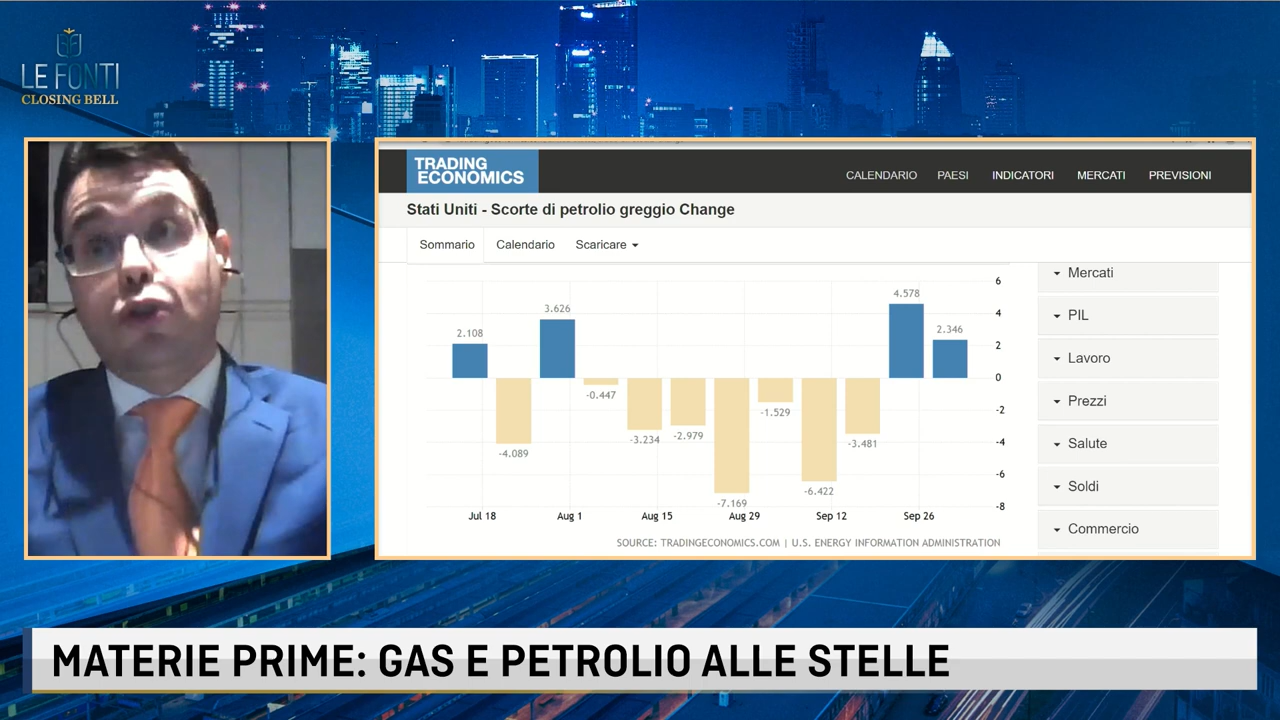 LE FONTI
CLOSING BELL
TRADING
ECONOMICS
CALENDARIO PAESI INDICATORI MERCATI PREVISIONI
Stati Uniti - Scorte di petrolio greggio Change
Sommario Calendario Scaricare
6
4
2
0
-2
-4
-6
-8
2.108
-4.089
3.626
-0.447
-3.234
-2.979
-7.169
-1.529
-6.422
-3.481
4.578
2.346
Jul 18 Aug 1 Aug 15 Aug 29 Sep 12 Sep 26
SOURCE: TRADINGECONOMICS.COM | U.S. ENERGY INFORMATION ADMINISTRATION
Mercati
PIL
Lavoro
Prezzi
Salute
Soldi
Commercio
MATERIE PRIME: GAS E PETROLIO ALLE STELLE